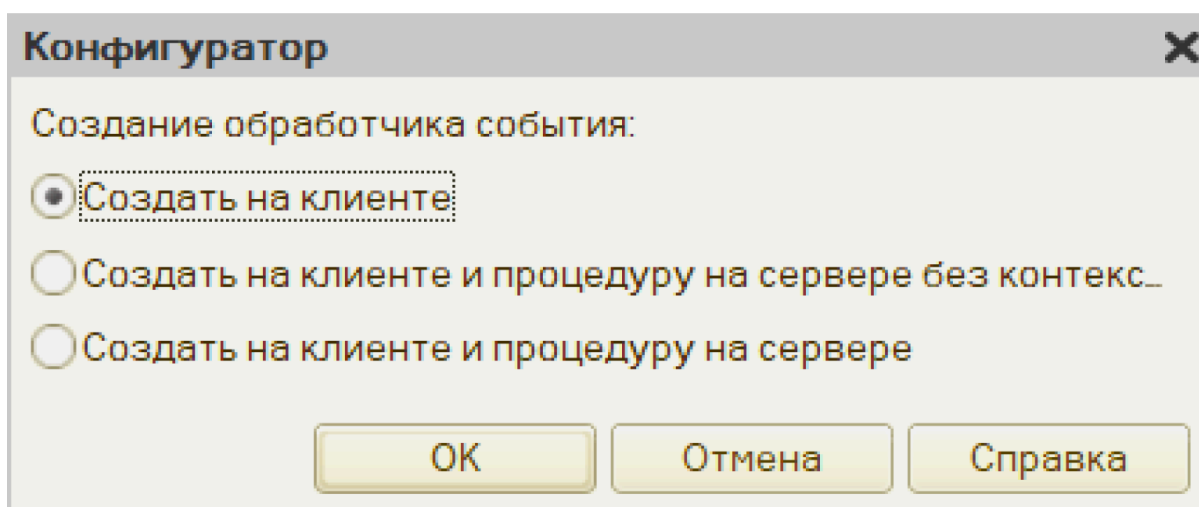 Конфигуратор
Создание обработчика события:
Создать на клиенте
Создать на клиенте и процедуру на сервере без контекс...
Создать на клиенте и процедуру на сервере
ОК
Отмена
Справка